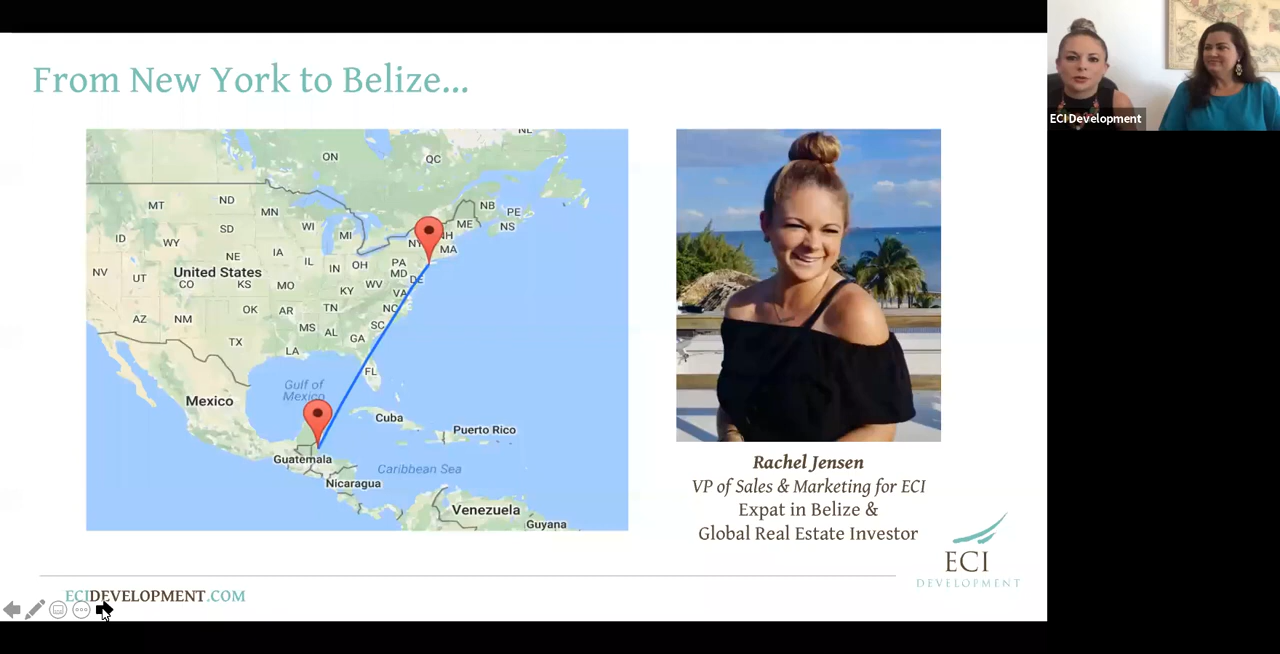 From New York to Belize...
NL
ON
QC
MT
ND
MN
NB
PE
ID
WY
SD
WI
MI
ME
NS
NY
NH
MA
NE
IA
NV
UT
United States
CO
KS
MO
IL
IN
OH
PA
MD
DE
WV
VA
KY
AZ
NM
OK
AR
TN
NC
SC
TX
MS
AL
GA
LA
FL
Gulf of
Mexico
Mexico
Cuba
Puerto Rico
Guatemala
Caribbean Sea
Nicaragua
Venezuela
Guyana
Rachel Jensen
VP of Sales & Marketing for ECI
Expat in Belize &
Global Real Estate Investor
ECI
DEVELOPMENT
ECIDEVELOPMENT.COM
ECI Development